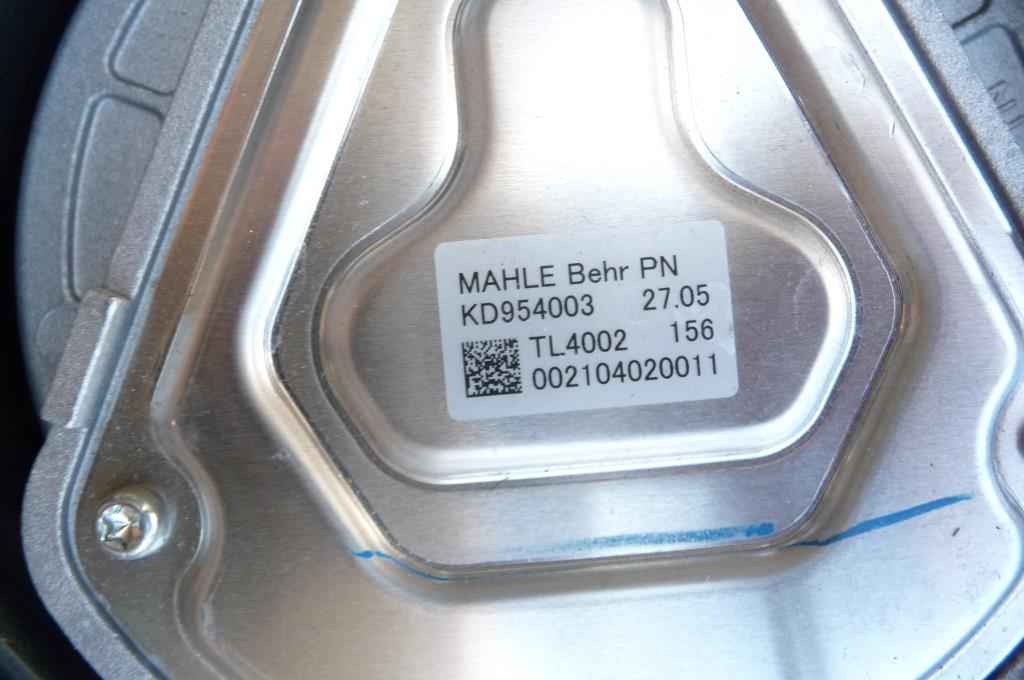 MAHLE Behr PN
KD954003 27.05
TL4002 156
002104020011